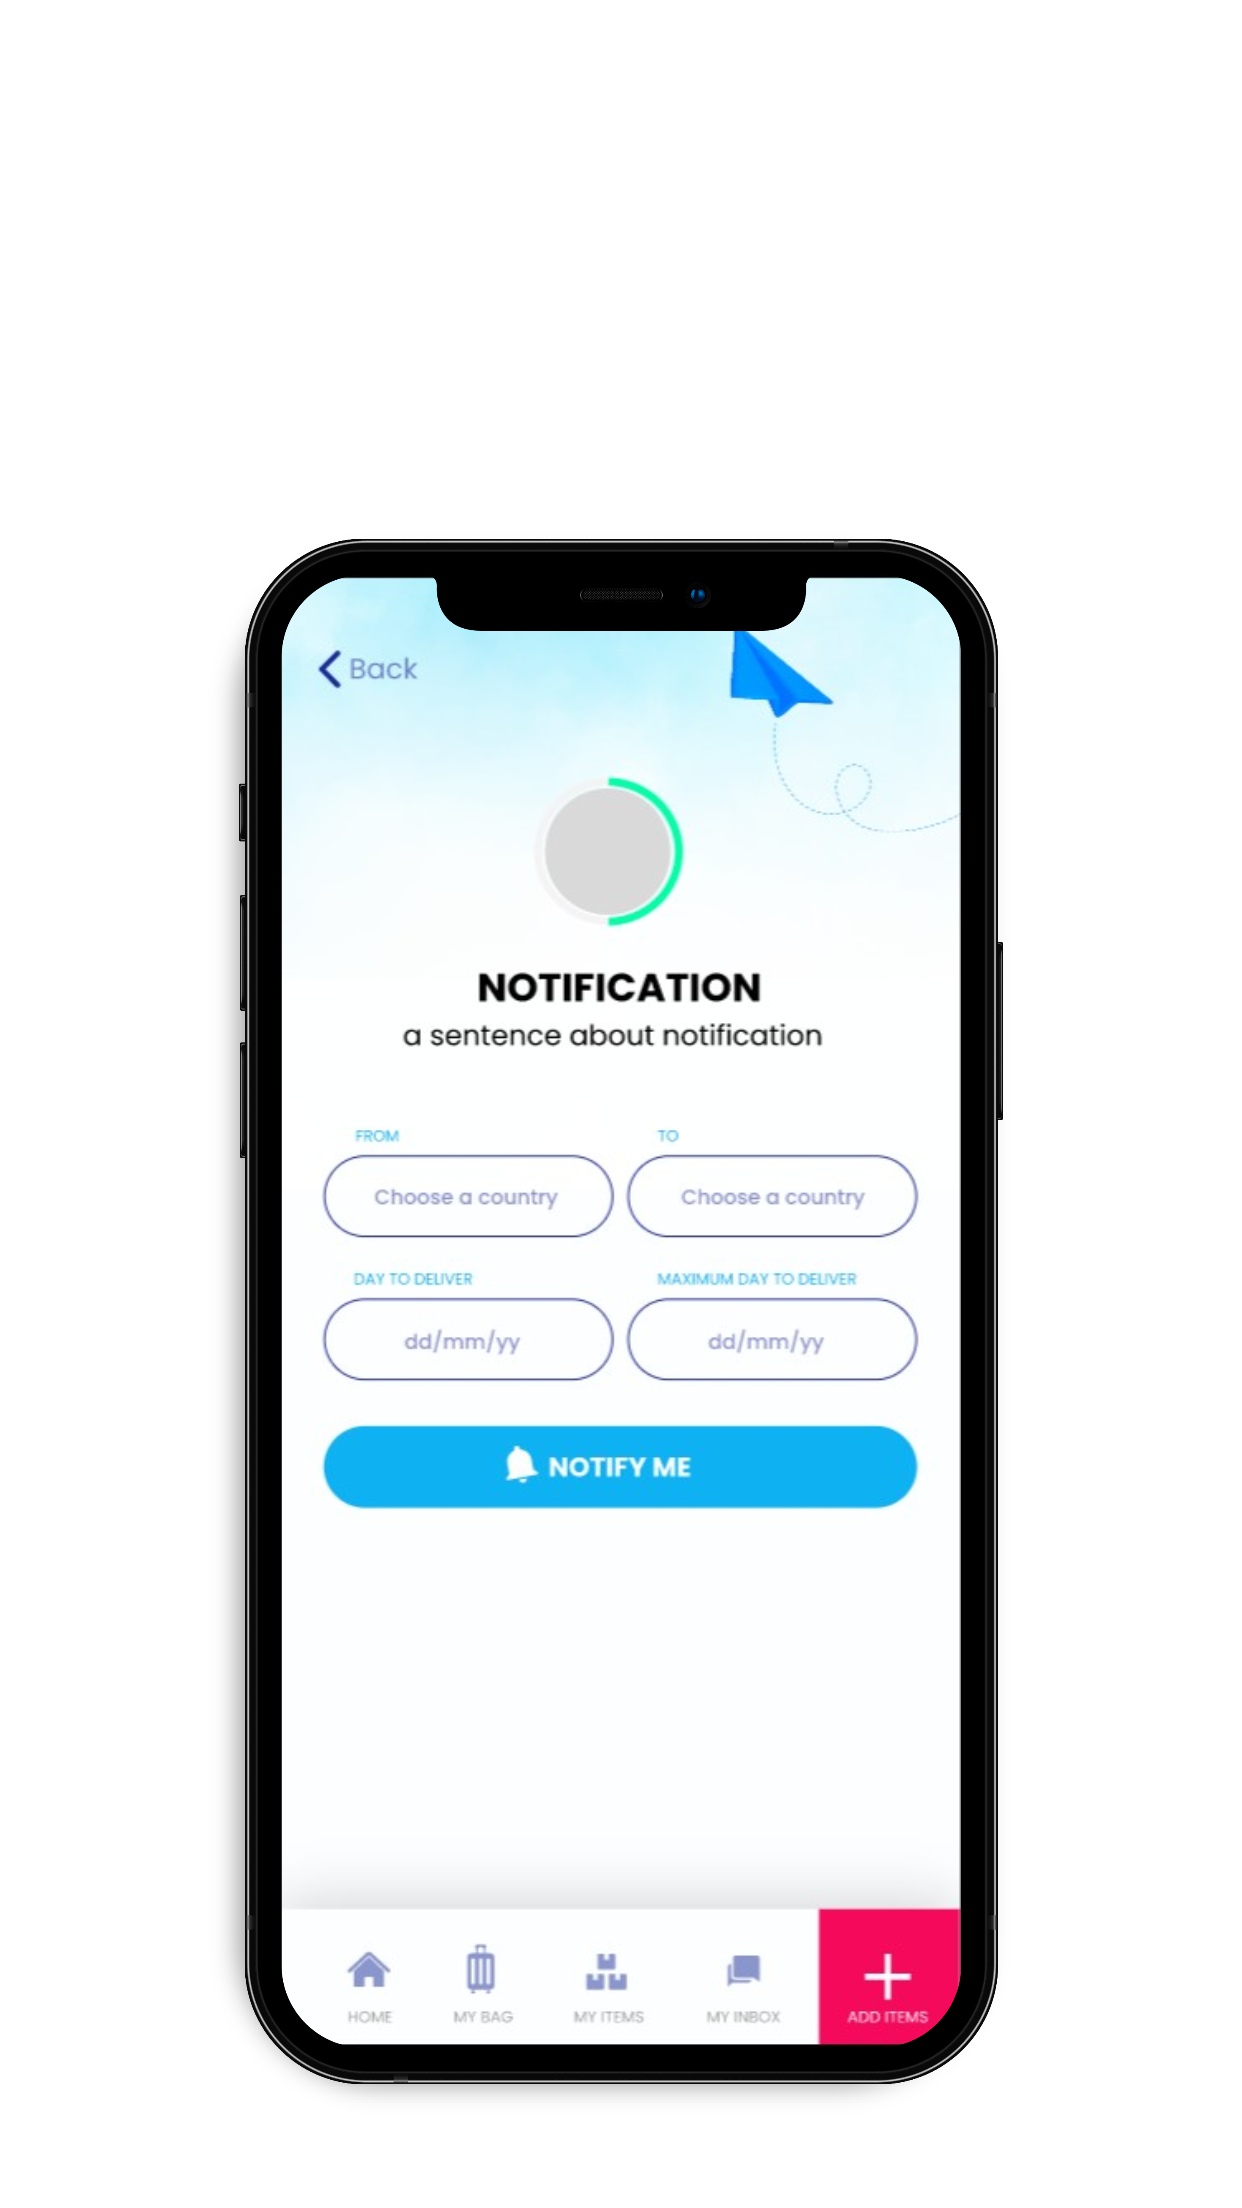 Back
NOTIFICATION
a sentence about notification
FROM
TO
Choose a country
Choose a country
DAY TO DELIVER
MAXIMUM DAY TO DELIVER
dd/mm/yy
dd/mm/yy
NOTIFY ME
HOME
MY BAG
MY ITEMS
MY INBOX
ADD ITEMS